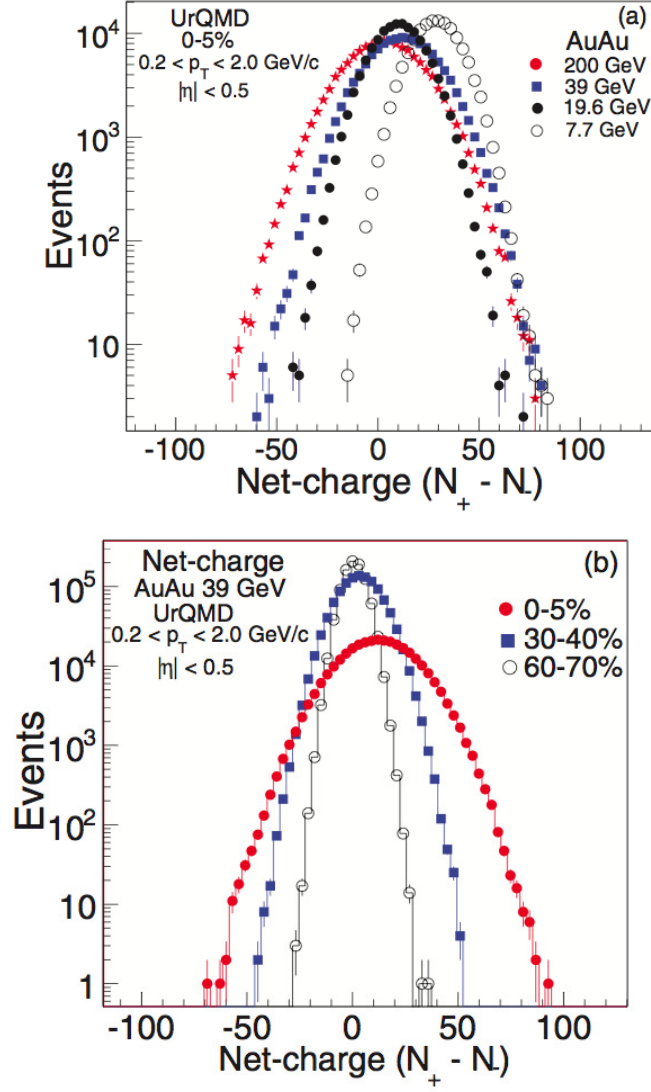 UrQMD
0-5%
0.2 < p_T < 2.0 GeV/c
|η| < 0.5
(a)
AuAu
200 GeV
39 GeV
19.6 GeV
7.7 GeV
Events
10^4
10^3
10^2
10
-100 -50 0 50 100
Net-charge (N_+ - N_-)
Net-charge
AuAu 39 GeV
UrQMD
0.2 < p_T < 2.0 GeV/c
|η| < 0.5
(b)
0-5%
30-40%
60-70%
Events
10^5
10^4
10^3
10^2
10
1
-100 -50 0 50 100
Net-charge (N_+ - N_-)